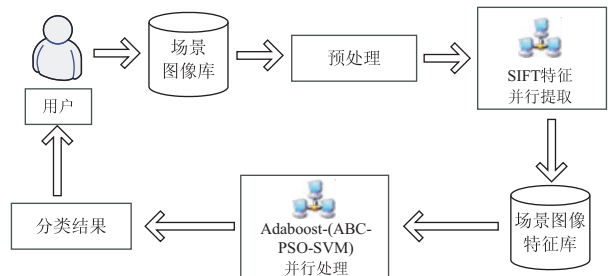 用户
场景
图像库
预处理
SIFT特征
并行提取
场景图像
特征库
Adaboost-(ABC-
PSO-SVM)
并行处理
分类结果